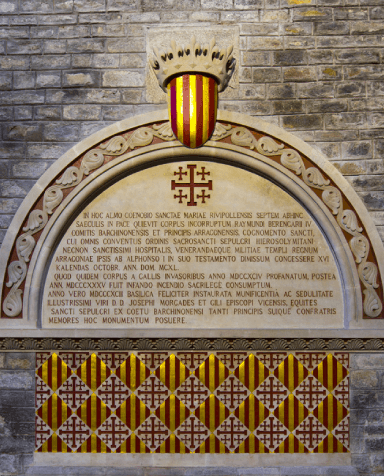 IN HOC ALMO COENOBIO SANCTAE MARIAE RIVIPULLENSIS SEPTEM ABHINC
SAECULIS IN PACE QUIEVIT CORPUS INCORRUPTUM RAYMUNDI BERENGARII IV
COMITIS BARCHINONENSIS ET PRINCIPIS ARRAGONENSIS, COGNOMENTO SANCTI,
CUI OMNIS CONVENTUS ORDINIS SACROSANCTI SEPULCRI HIEROSOLYMITANI
NECNON SANCTISSIMI HOSPITALIS, VENERANDAEQUE MILITIAE TEMPLI REGNUM
ARRAGONIAE IPSIS AB ALPHONSO I IN SUO TESTAMENTO DIMISSUM CONCESSERE XVI
KALENDAS OCTOBR. ANN. DOM. MCXL.
QUOD QUIDEM CORPUS A GALLIS INVASORIBUS ANNO MDCCXCIV PROFANATUM, POSTEA
ANN. MDCCCXXXV FUIT INFANDO INCENDIO SACRILEGE CONSUMPTUM.
ANNO VERO MDCCCXCIII BASILICA FELICITER INSTAURATA MUNIFICENTIA AC SEDULITATE
ILLUSTRISSIMI VIRI D.D. JOSEPHI MORGADES ET GILI EPISCOPI VICENSIS, EQUITES
SANCTI SEPULCRI EX COETU BARCHINONENSI TANTI PRINCIPIS SUIQUE CONFRATRIS
MEMORES HOC MONUMENTUM POSUERE.